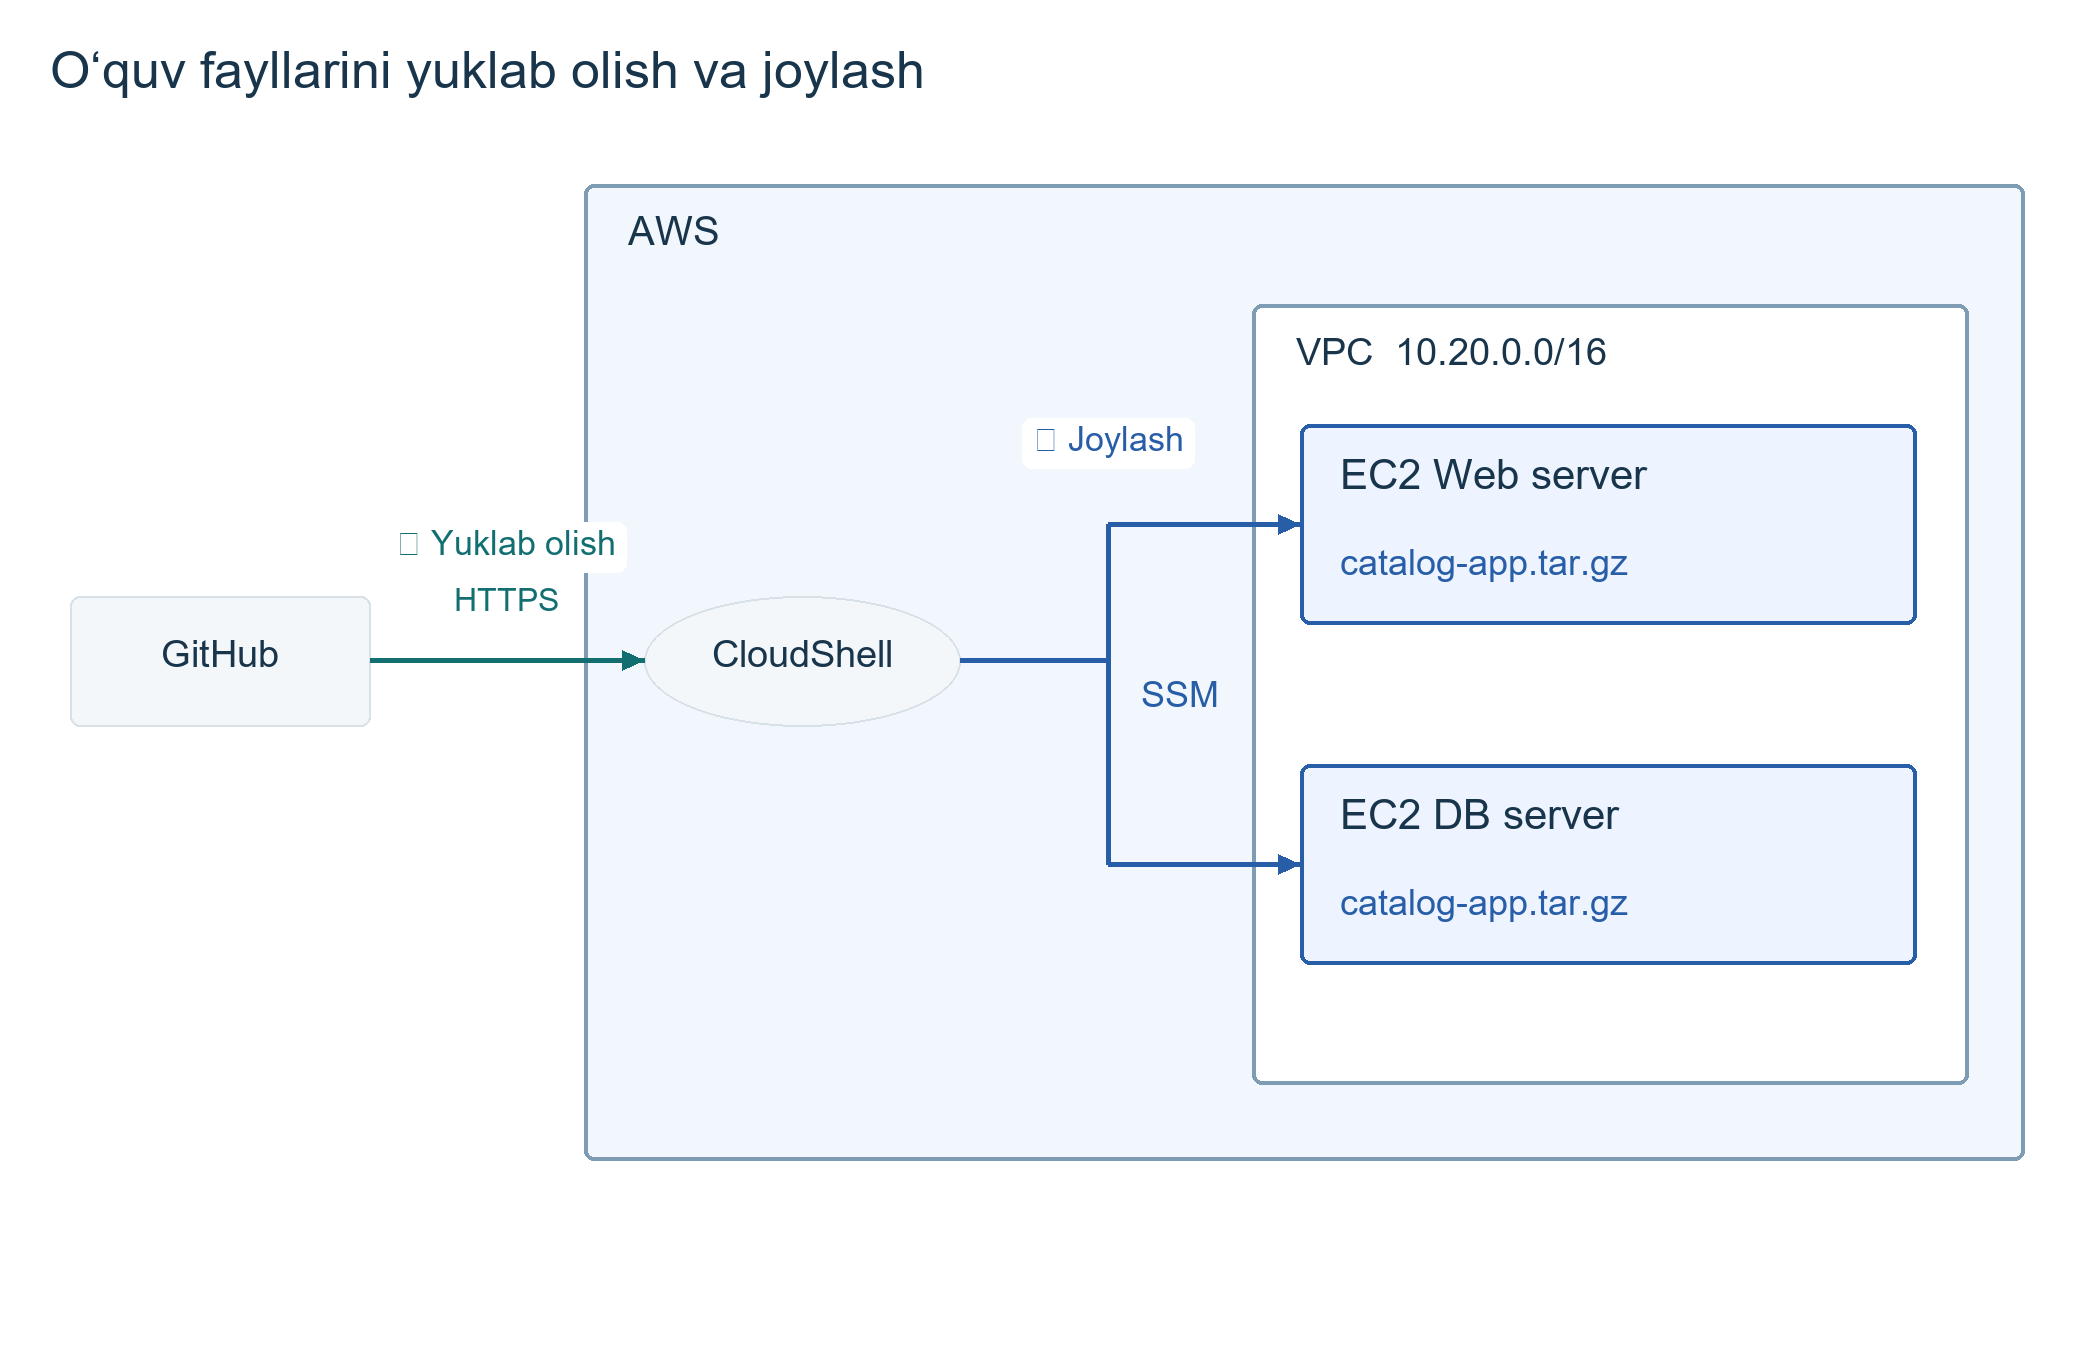 O‘quv fayllarini yuklab olish va joylash
AWS
VPC 10.20.0.0/16
Joylash
EC2 Web server
Yuklab olish
catalog-app.tar.gz
HTTPS
GitHub
CloudShell
SSM
EC2 DB server
catalog-app.tar.gz